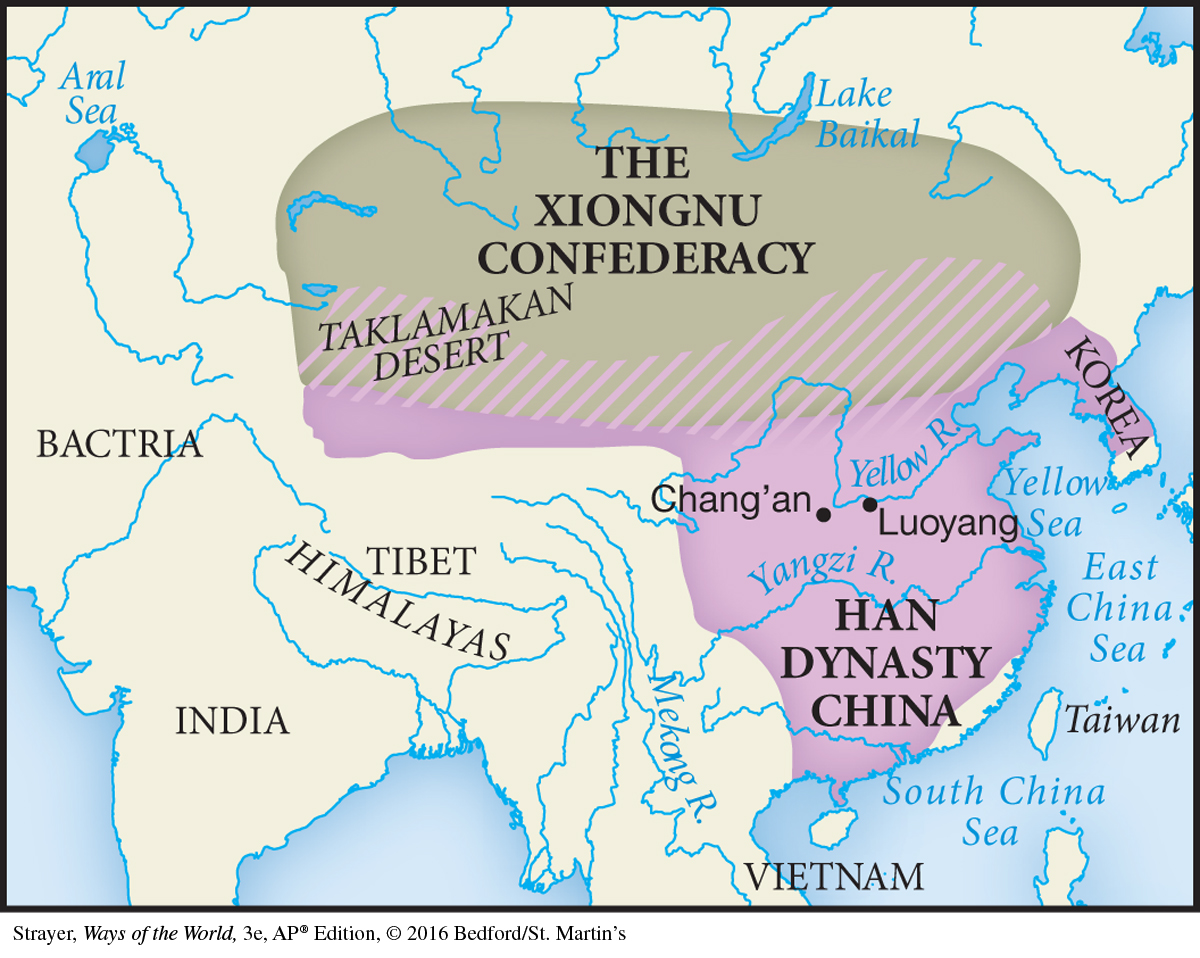 Aral
Sea
Lake
Baikal
THE
XIONGNU
CONFEDERACY
TAKLAMAKAN
DESERT
KOREA
BACTRIA
Yellow R.
Chang’an
Luoyang
Yellow
Sea
TIBET
HIMALAYAS
Yangzi R.
East
China
Sea
HAN
DYNASTY
CHINA
INDIA
Mekong R.
Taiwan
South China
Sea
VIETNAM
Strayer, Ways of the World, 3e, AP® Edition, © 2016 Bedford/St. Martin’s